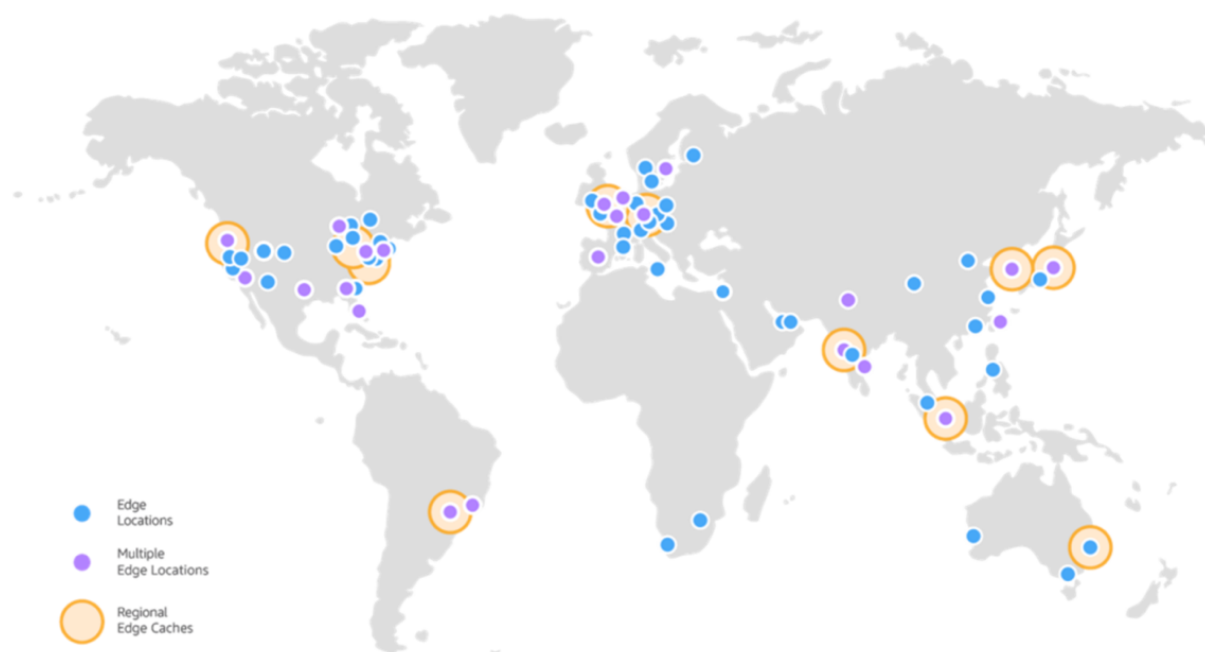 Edge
Locations
Multiple
Edge Locations
Regional
Edge Caches